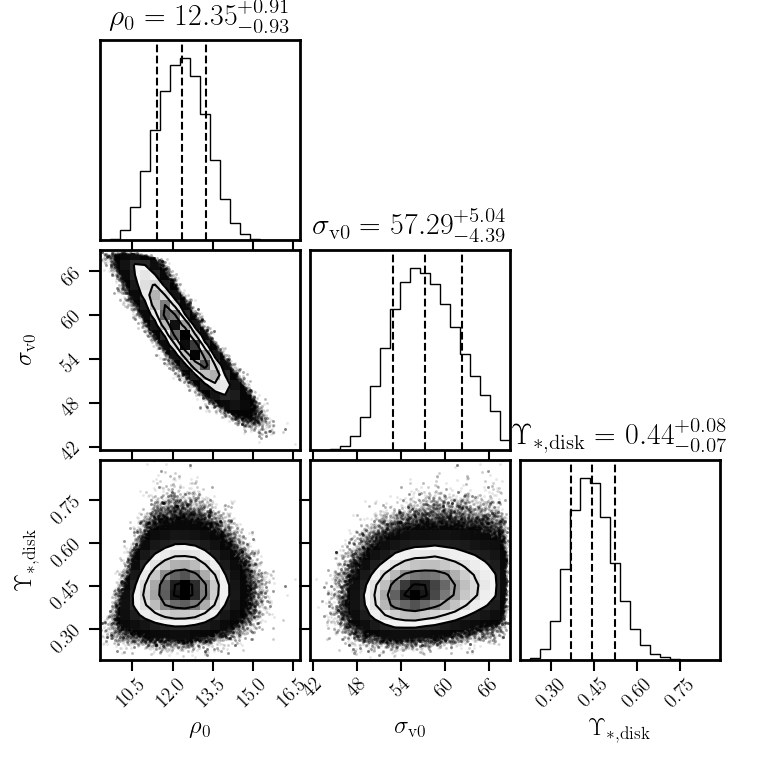 ρ₀ = 12.35⁺⁰·⁹¹₋₀.₉₃
σᵥ₀ = 57.29⁺⁵·⁰⁴₋₄.₃₉
66
60
54
48
42
σᵥ₀
ϒ*,disk = 0.44⁺⁰·⁰⁸₋₀.₀₇
0.75
0.60
0.45
0.30
ϒ*,disk
10.5 12.0 13.5 15.0 16.5 42 48 54 60 66 0.30 0.45 0.60 0.75
ρ₀ σᵥ₀ ϒ*,disk